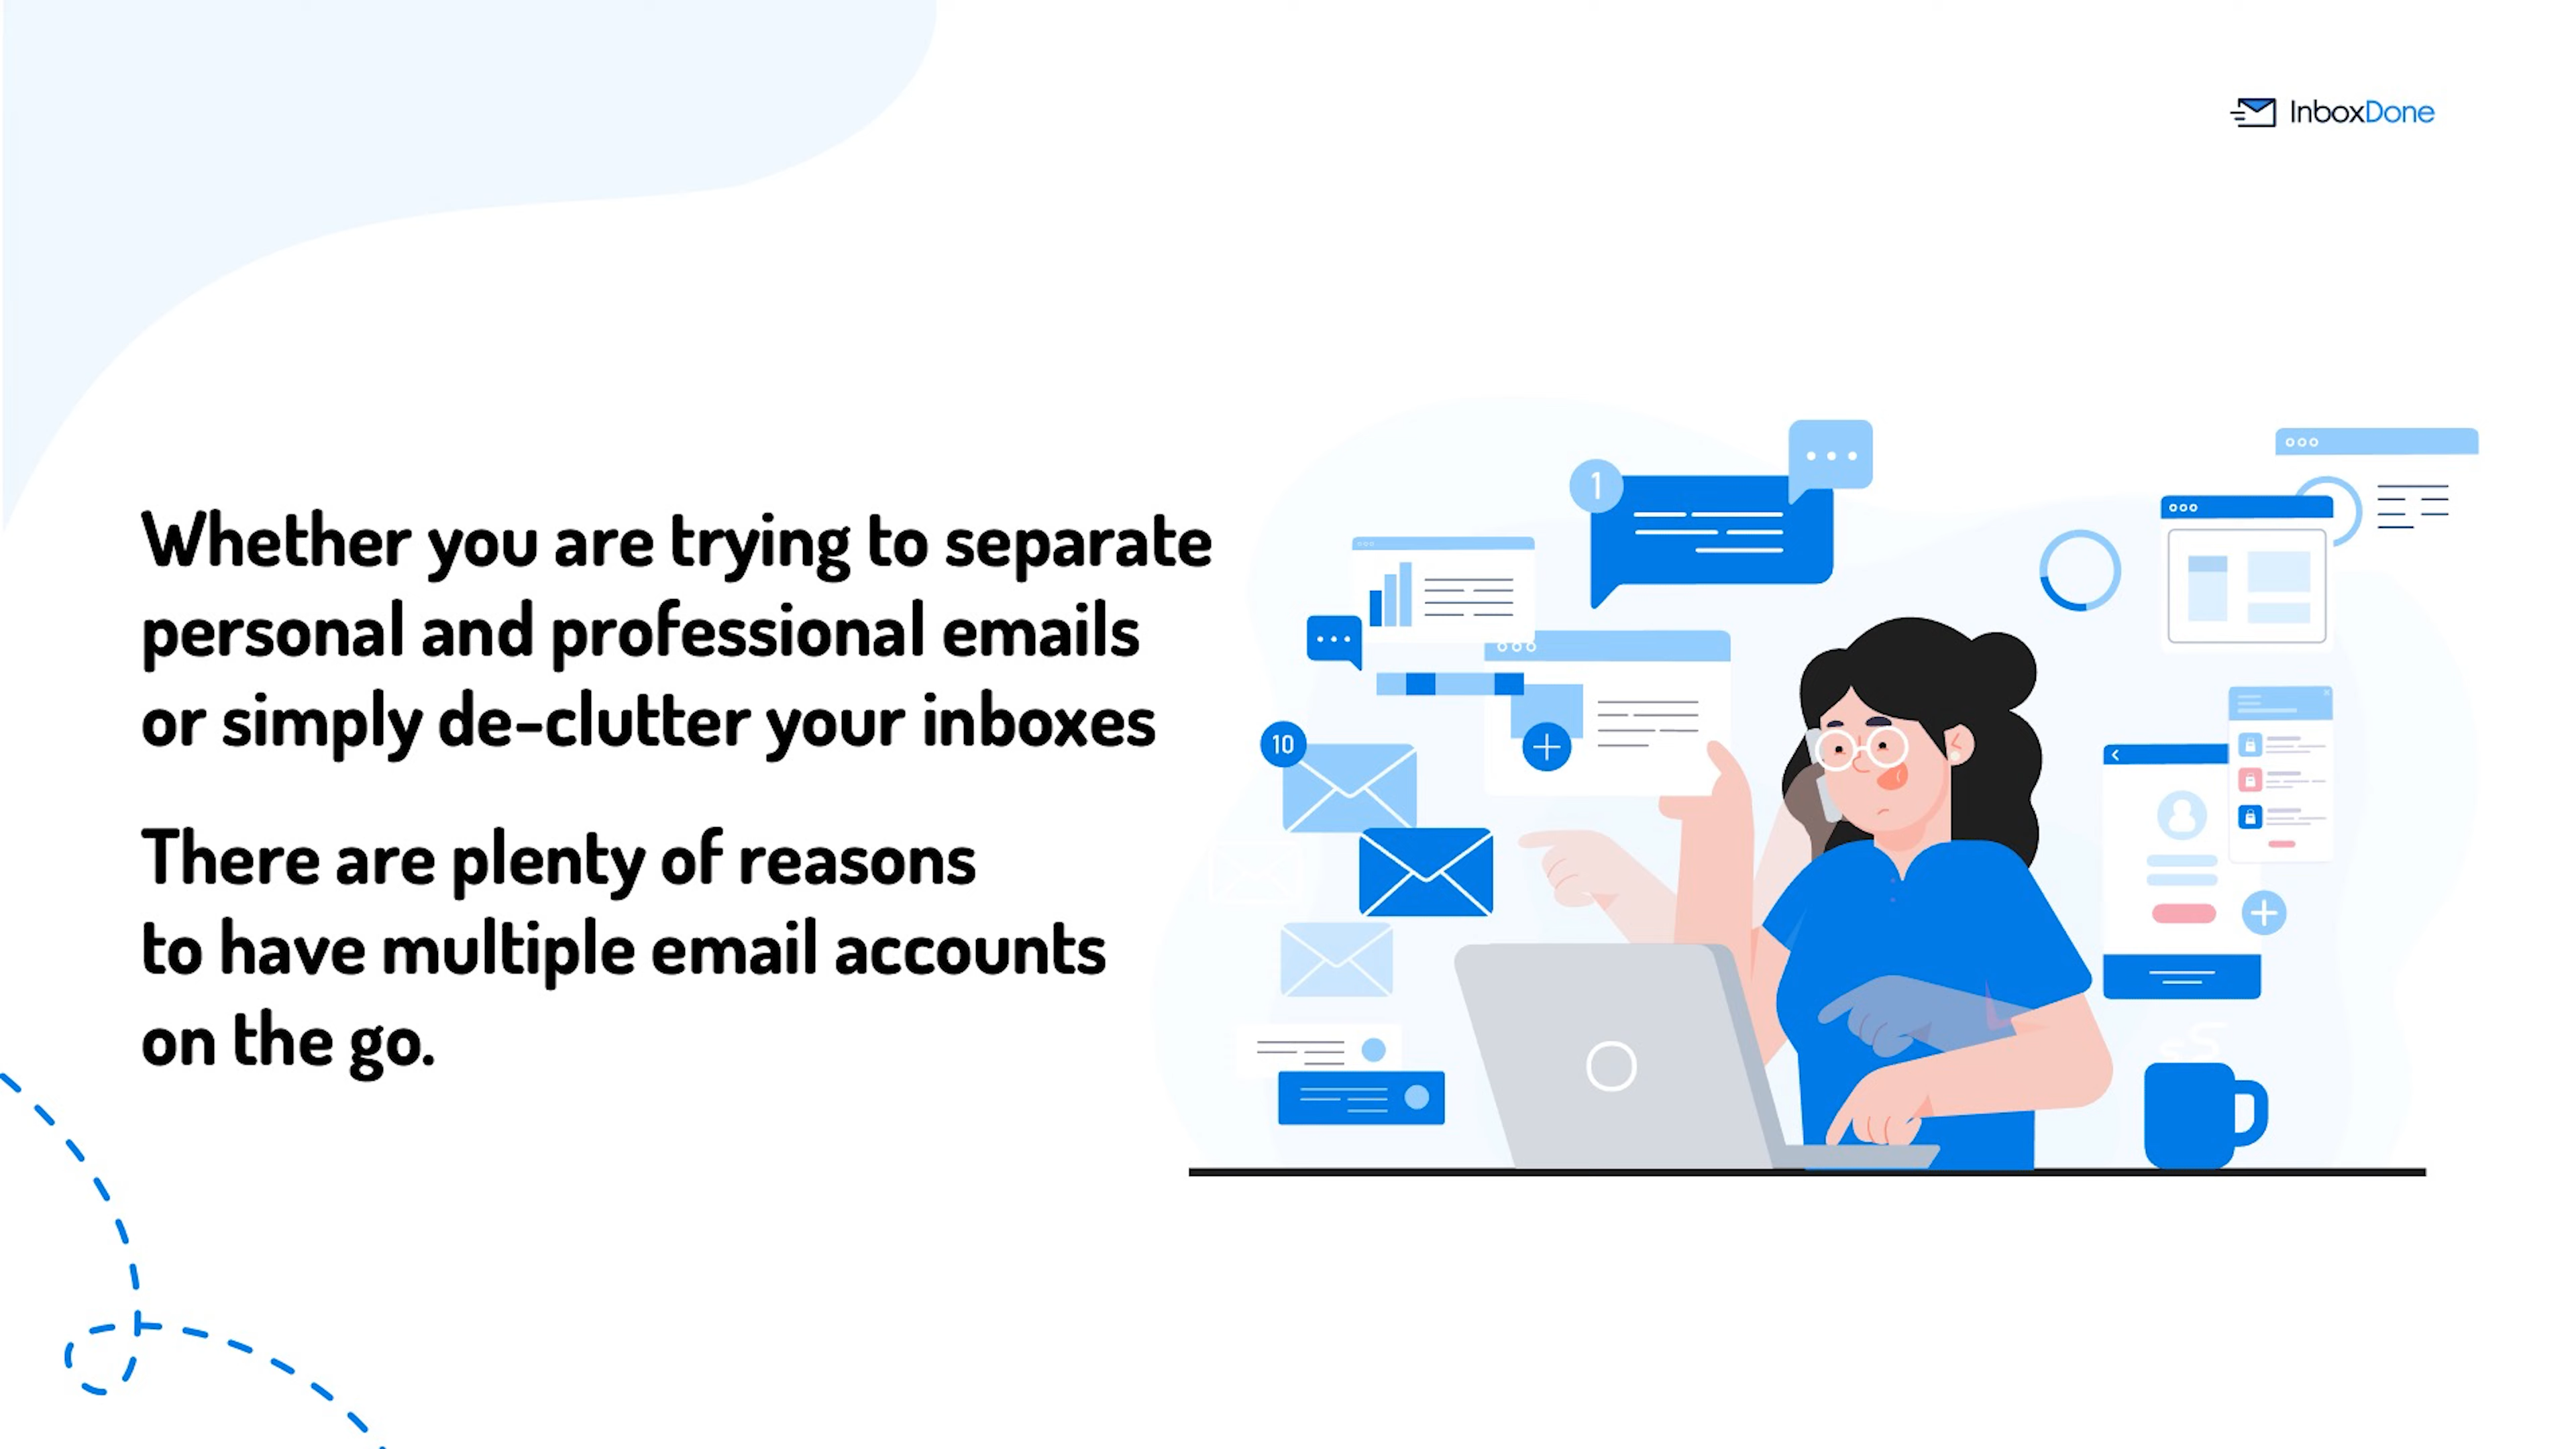 InboxDone
Whether you are trying to separate
personal and professional emails
or simply de-clutter your inboxes
There are plenty of reasons
to have multiple email accounts
on the go.
1
10